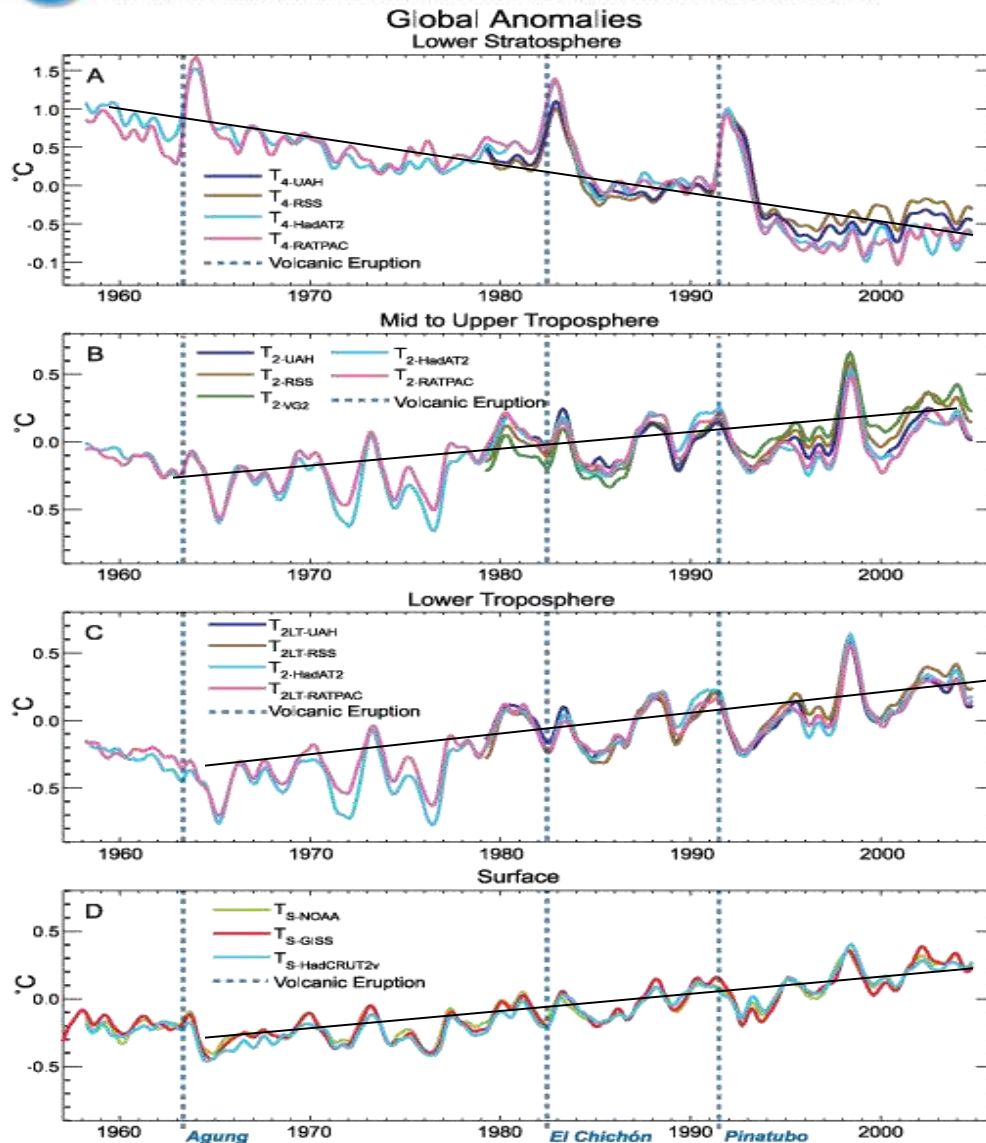 Global Anomalies
Lower Stratosphere
A
1.5
1.0
0.5
0.0
-0.5
-0.1
°C
T4-UAH
T4-RSS
T4-HadAT2
T4-RATPAC
Volcanic Eruption
1960 1970 1980 1990 2000
Mid to Upper Troposphere
B
0.5
0.0
-0.5
°C
T2-UAH T2-HadAT2
T2-RSS T2-RATPAC
T2-VG2 Volcanic Eruption
1960 1970 1980 1990 2000
Lower Troposphere
C
0.5
0.0
-0.5
°C
T2LT-UAH
T2LT-RSS
T2-HadAT2
T2LT-RATPAC
Volcanic Eruption
1960 1970 1980 1990 2000
Surface
D
0.5
0.0
-0.5
°C
TS-NOAA
TS-GISS
TS-HadCRUT2v
Volcanic Eruption
1960 1970 1980 1990 2000
Agung El Chichón Pinatubo